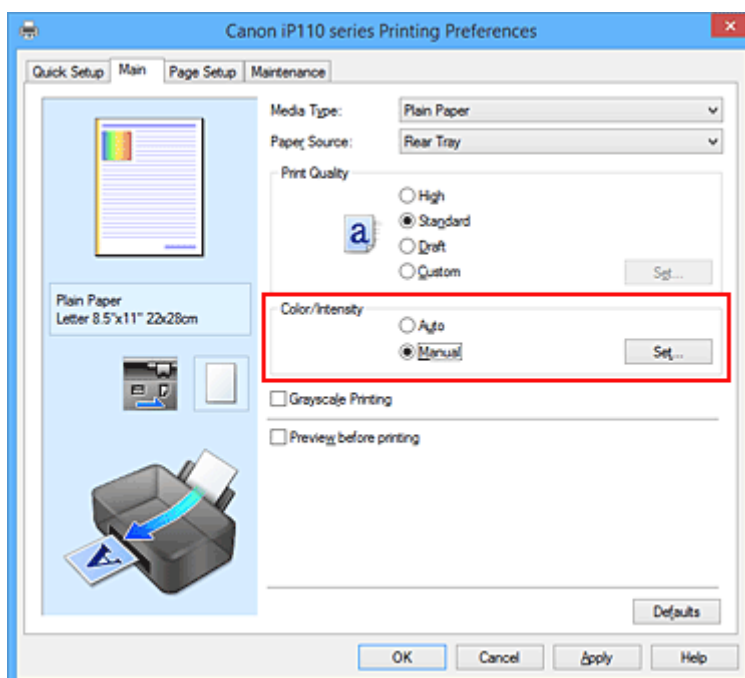 Canon iP110 series Printing Preferences
Quick Setup Main Page Setup Maintenance
Media Type: Plain Paper
Paper Source: Rear Tray
Print Quality
High
a Standard
Draft
Custom Set...
Plain Paper
Letter 8.5"x11" 22x28cm
Color/Intensity
Auto
Manual Set...
Grayscale Printing
Preview before printing
A
Defaults
OK Cancel Apply Help